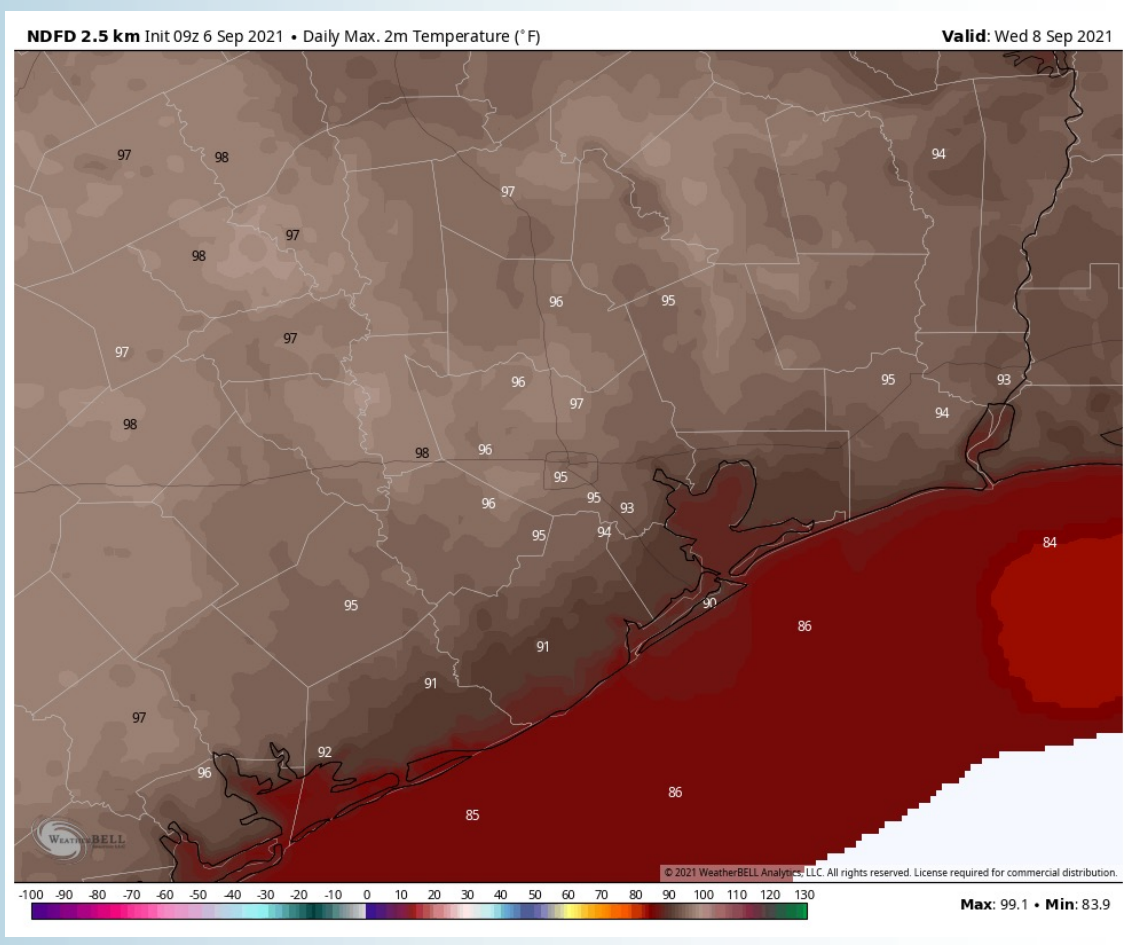 NDFD 2.5 km Init 09z 6 Sep 2021 • Daily Max. 2m Temperature (°F) Valid: Wed 8 Sep 2021
97 98 94
97
97
98
96 95
97
97
96 95 93
97 94
98
98 96
95
96 95 93
95 94
84
95 90
86
91
91
97
92
96
86
85
WEATHERBELL
© 2021 WeatherBELL Analytics, LLC. All rights reserved. License required for commercial distribution.
-100 -90 -80 -70 -60 -50 -40 -30 -20 -10 0 10 20 30 40 50 60 70 80 90 100 110 120 130
Max: 99.1 • Min: 83.9